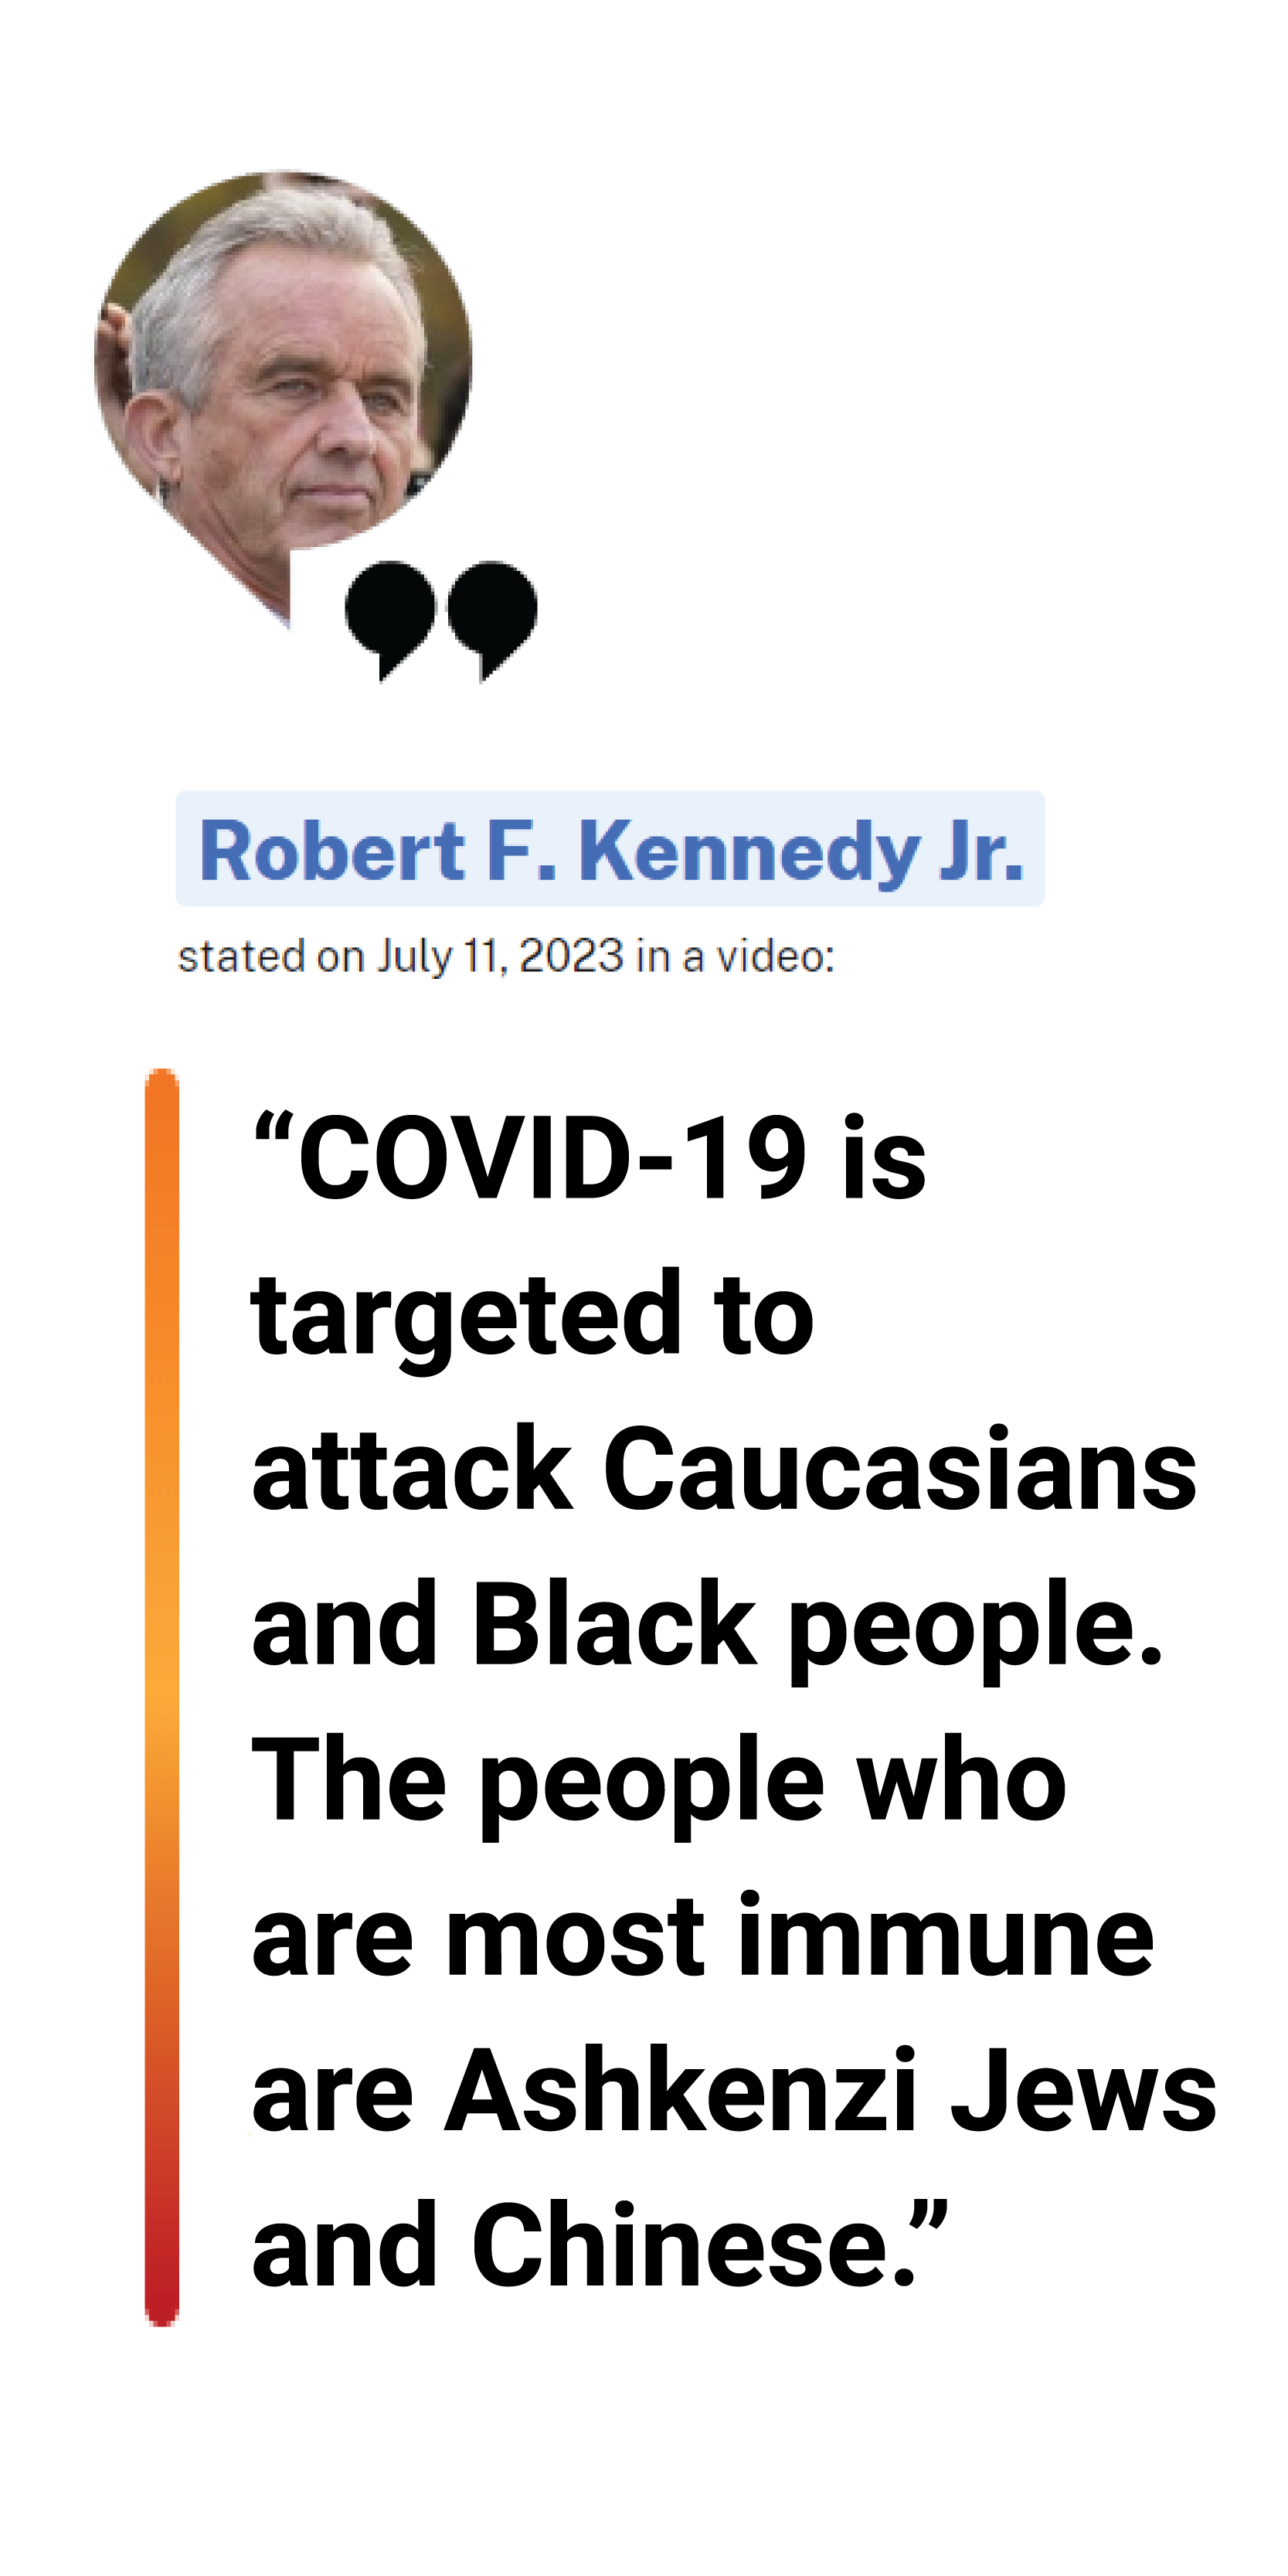 Robert F. Kennedy Jr.
stated on July 11, 2023 in a video:
“COVID-19 is
targeted to
attack Caucasians
and Black people.
The people who
are most immune
are Ashkenzi Jews
and Chinese.”